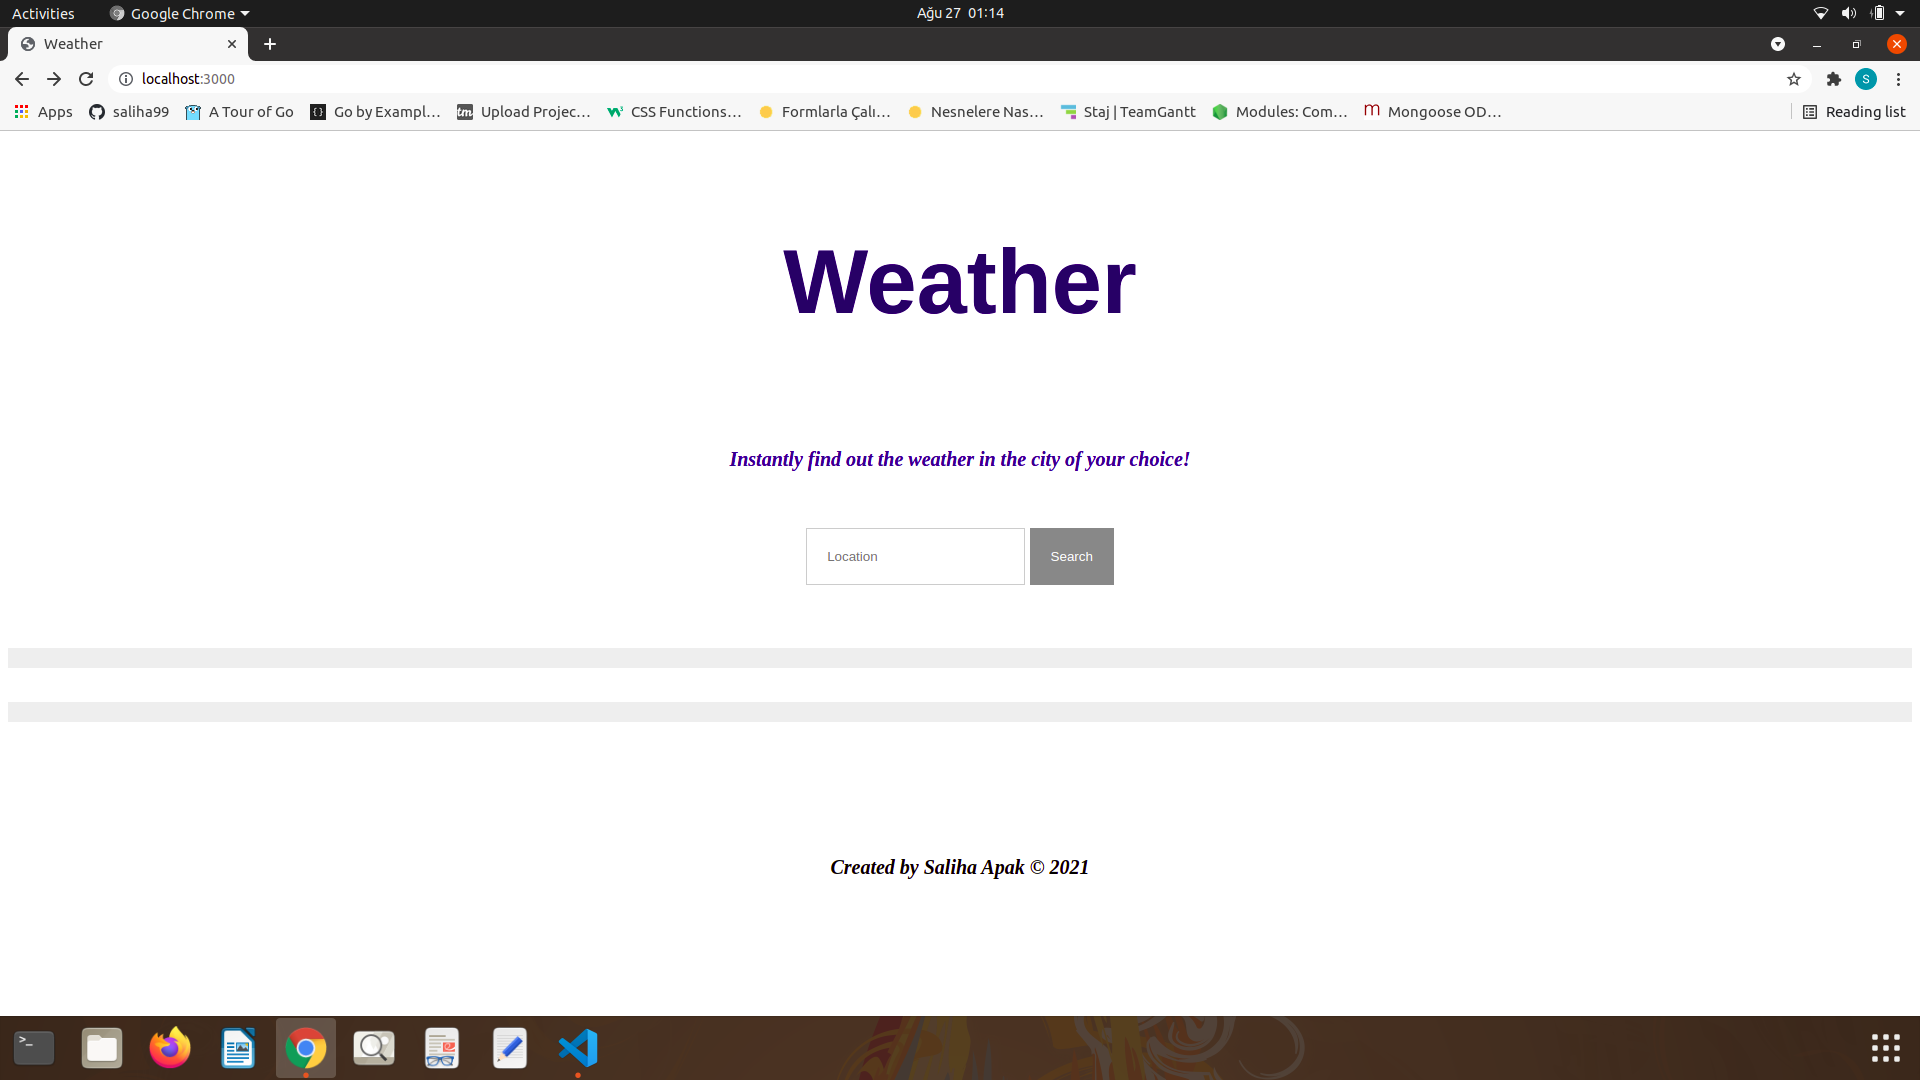 Activities Google Chrome Ağu 27 01:14
Weather
localhost:3000
Apps saliha99 A Tour of Go Go by Exampl… Upload Projec… CSS Functions… Formlarla Çalı… Nesnelere Nas… Staj | TeamGantt Modules: Com… Mongoose OD… Reading list
Weather
Instantly find out the weather in the city of your choice!
Location Search
Created by Saliha Apak © 2021